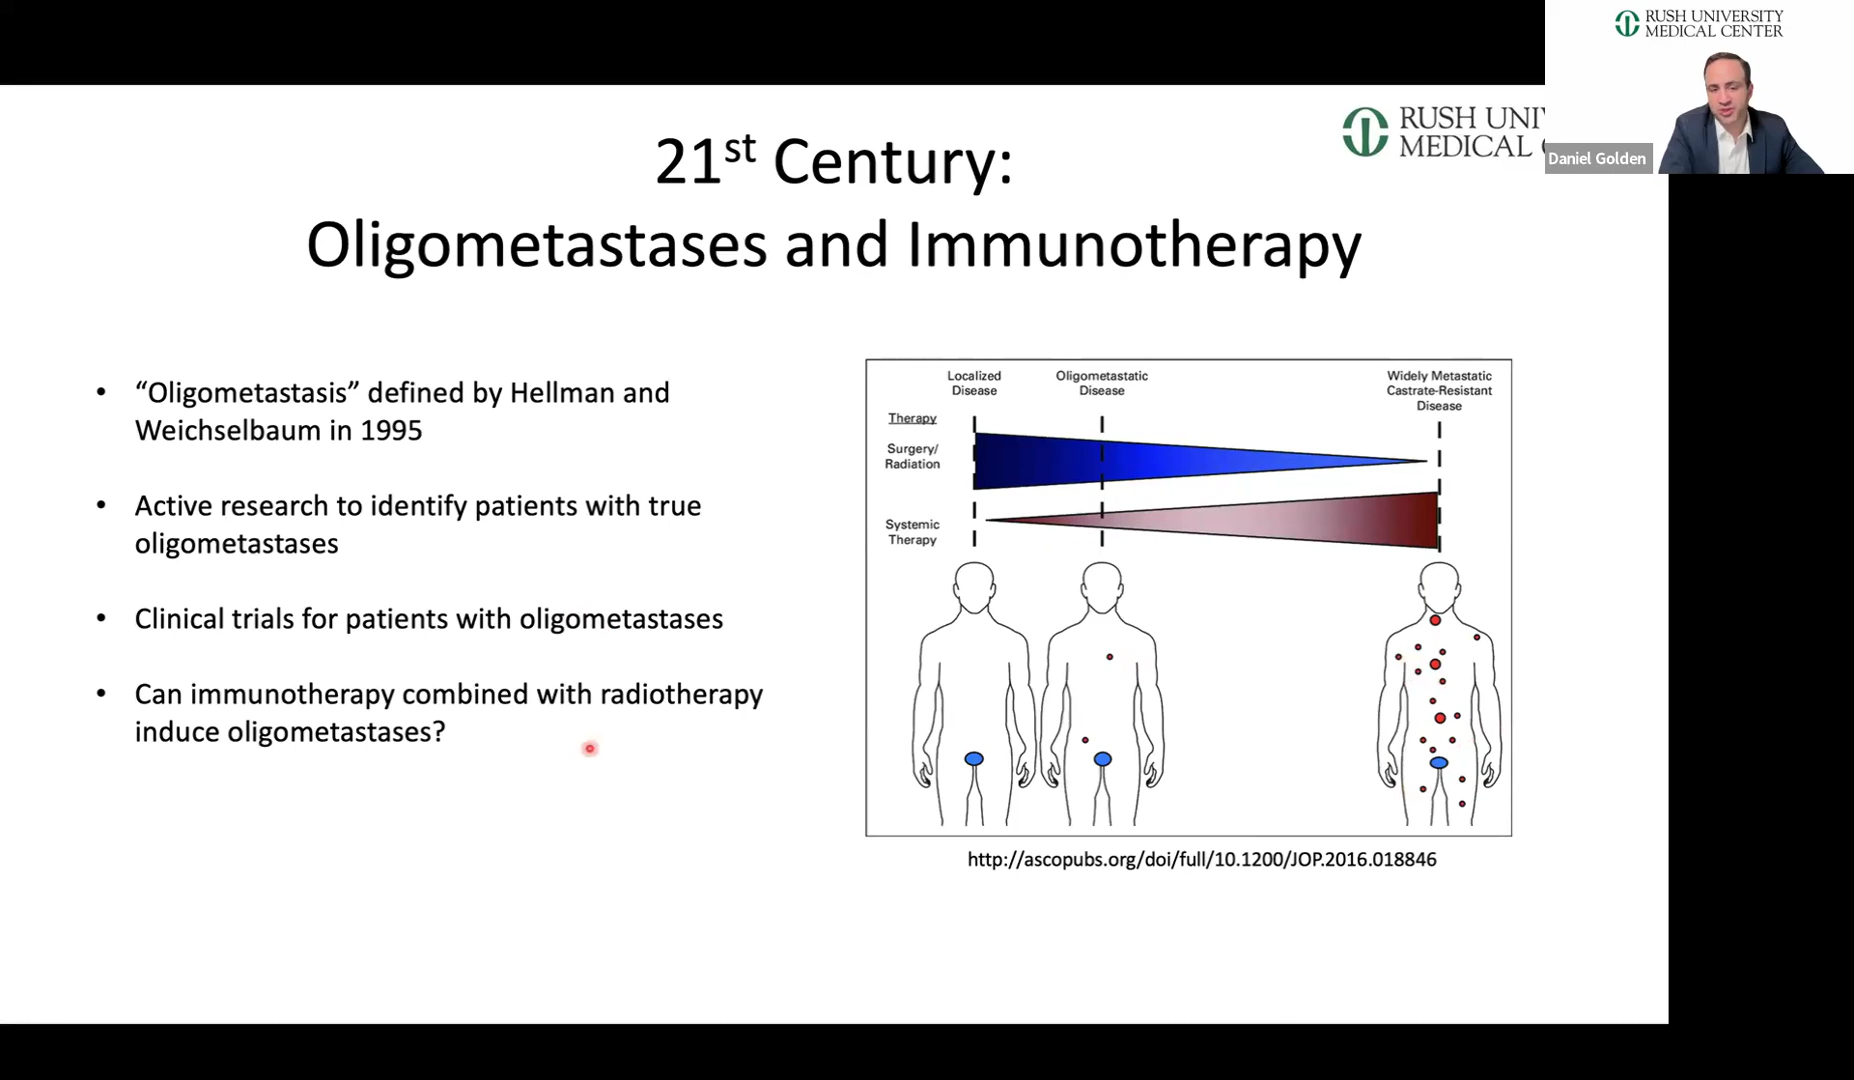 RUSH UNIVERSITY
MEDICAL CENTER
Daniel Golden
RUSH UNI
MEDICAL
21st Century:
Oligometastases and Immunotherapy
• “Oligometastasis” defined by Hellman and
Weichselbaum in 1995
• Active research to identify patients with true
oligometastases
• Clinical trials for patients with oligometastases
• Can immunotherapy combined with radiotherapy
induce oligometastases?
Localized
Disease
Oligometastatic
Disease
Widely Metastatic
Castrate-Resistant
Disease
Therapy
Surgery/
Radiation
Systemic
Therapy
http://ascopubs.org/doi/full/10.1200/JOP.2016.018846